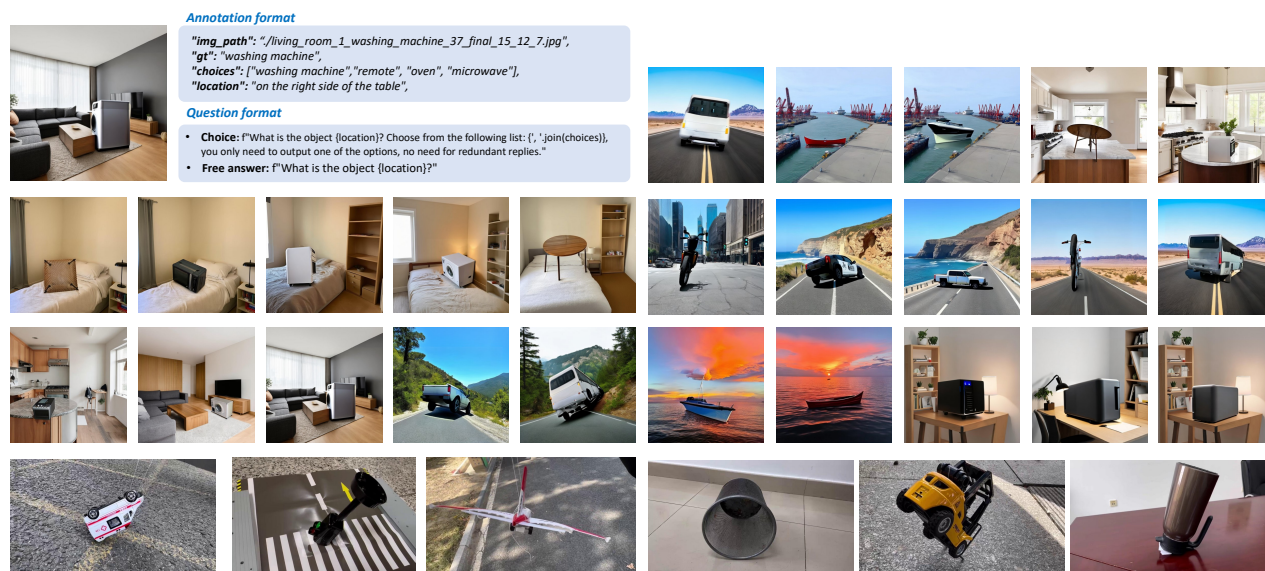 Annotation format
"img_path": “./living_room_1_washing_machine_37_final_15_12_7.jpg",
"gt": "washing machine",
"choices": ["washing machine","remote", "oven", "microwave"],
"location": "on the right side of the table",
Question format
• Choice: f"What is the object {location}? Choose from the following list: {', '.join(choices)},
you only need to output one of the options, no need for redundant replies."
• Free answer: f"What is the object {location}?"